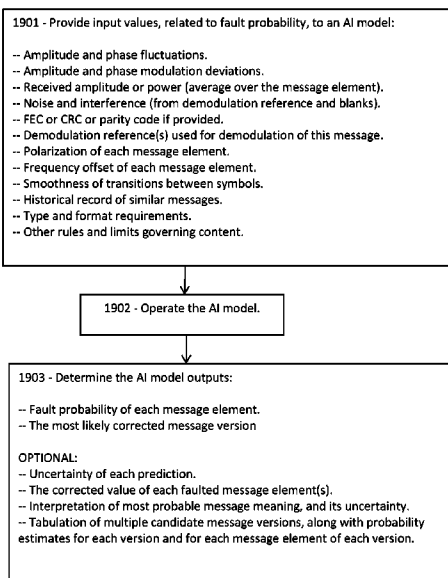 1901 - Provide input values, related to fault probability, to an AI model:
-- Amplitude and phase fluctuations.
-- Amplitude and phase modulation deviations.
-- Received amplitude or power (average over the message element).
-- Noise and interference (from demodulation reference and blanks).
-- FEC or CRC or parity code if provided.
-- Demodulation reference(s) used for demodulation of this message.
-- Polarization of each message element.
-- Frequency offset of each message element.
-- Smoothness of transitions between symbols.
-- Historical record of similar messages.
-- Type and format requirements.
-- Other rules and limits governing content.
1902 - Operate the AI model.
1903 - Determine the AI model outputs:
-- Fault probability of each message element.
-- The most likely corrected message version
OPTIONAL:
-- Uncertainty of each prediction.
-- The corrected value of each faulted message element(s).
-- Interpretation of most probable message meaning, and its uncertainty.
-- Tabulation of multiple candidate message versions, along with probability
estimates for each version and for each message element of each version.